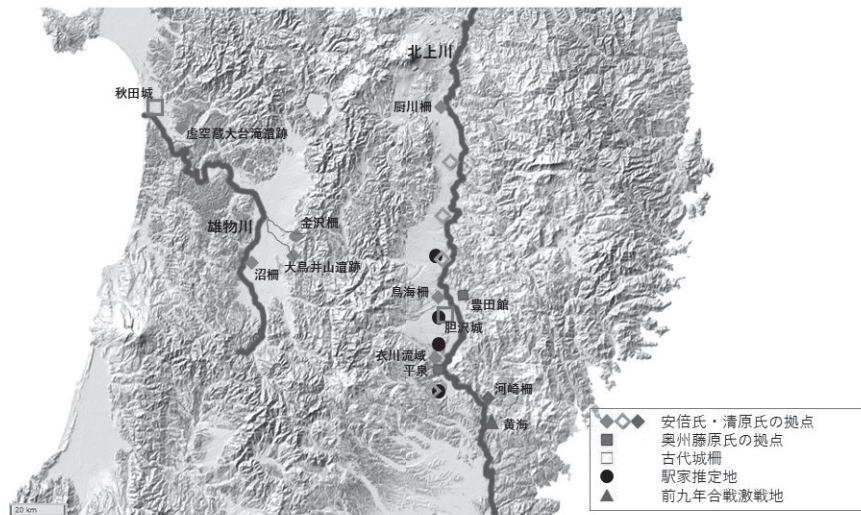 北上川
秋田城
厨川柵
虚空蔵大台滝遺跡
雄物川
金沢柵
大鳥井山遺跡
沼柵
鳥海柵
豊田館
胆沢城
衣川流域
平泉
河崎柵
黄海
安倍氏・清原氏の拠点
奥州藤原氏の拠点
古代城柵
駅家推定地
前九年合戦激戦地
20 km